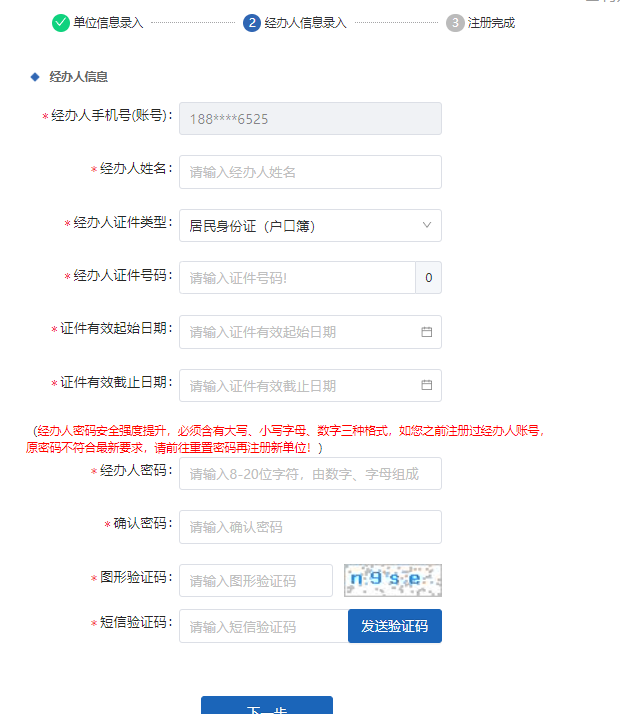 单位信息录入 2 经办人信息录入 3 注册完成
经办人信息
*经办人手机号(账号): 188****6525
*经办人姓名: 请输入经办人姓名
*经办人证件类型: 居民身份证（户口簿）
*经办人证件号码: 请输入证件号码! 0
*证件有效起始日期: 请输入证件有效起始日期
*证件有效截止日期: 请输入证件有效截止日期
（经办人密码安全强度提升，必须含有大写、小写字母、数字三种格式，如您之前注册过经办人账号，
原密码不符合最新要求，请前往重置密码再注册新单位！）
*经办人密码: 请输入8-20位字符，由数字、字母组成
*确认密码: 请输入确认密码
*图形验证码: 请输入图形验证码 n9se
*短信验证码: 请输入短信验证码 发送验证码
下一步